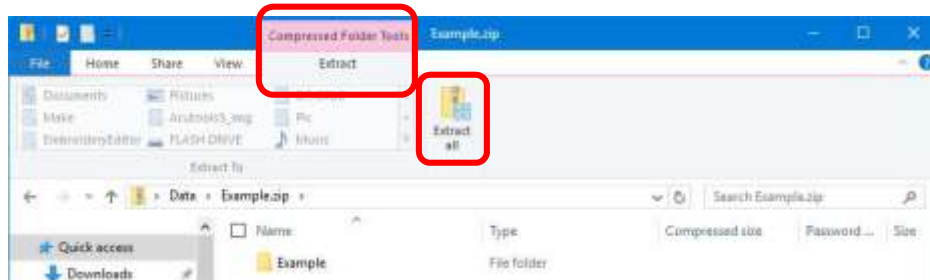 Compressed Folder Tools Example.zip
File Home Share View Extract
Documents Pictures
Make Acutools5_img Pic
EmbroideryEditor FLASH DRIVE Music
Extract all
Extract To
Data Example.zip Search Example.zip
Name Type Compressed size Password ... Size
Quick access
Example File folder
Downloads